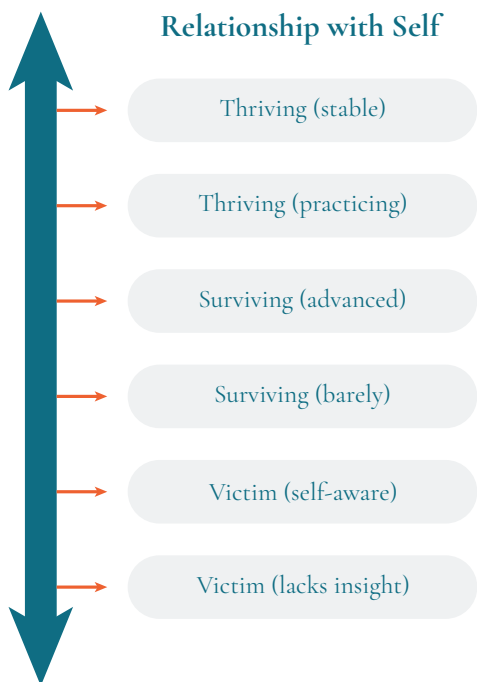 Relationship with Self
Thriving (stable)
Thriving (practicing)
Surviving (advanced)
Surviving (barely)
Victim (self-aware)
Victim (lacks insight)